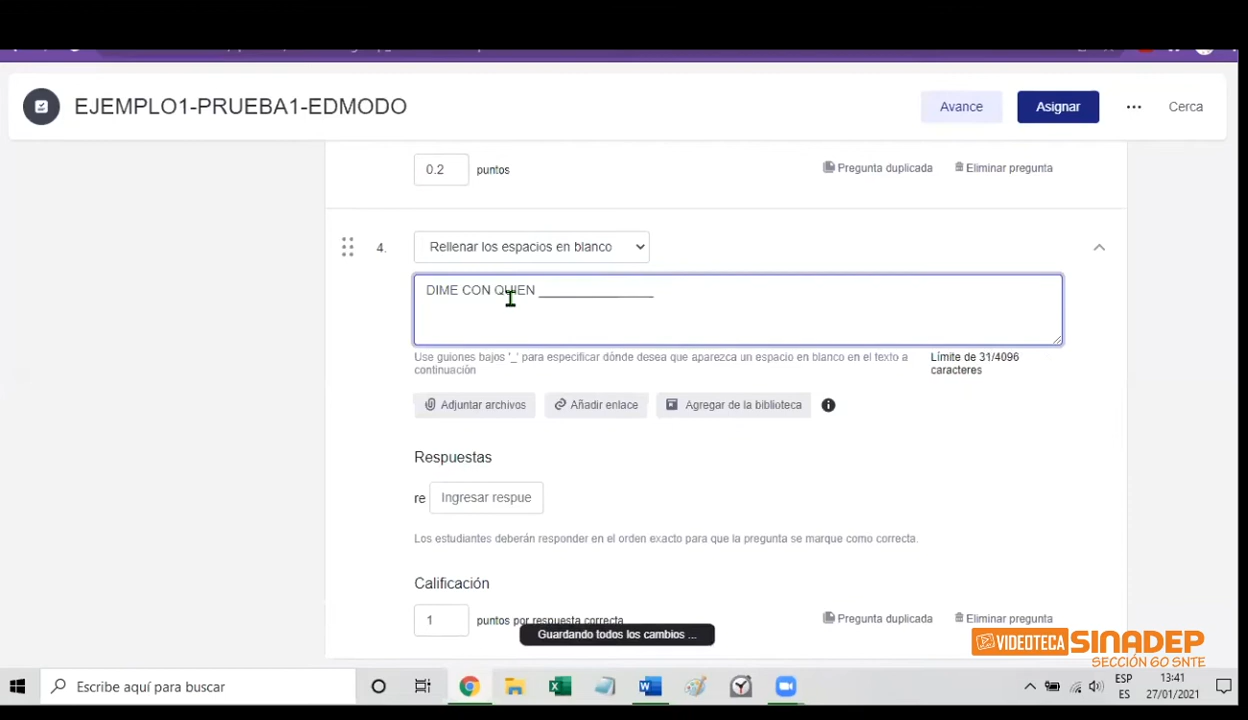 EJEMPLO1-PRUEBA1-EDMODO
Avance
Asignar
Cerca
0.2 puntos
Pregunta duplicada
Eliminar pregunta
4.
Rellenar los espacios en blanco
DIME CON QUIEN ________________
Use guiones bajos '_' para especificar dónde desea que aparezca un espacio en blanco en el texto a
continuación
Límite de 31/4096
caracteres
Adjuntar archivos
Añadir enlace
Agregar de la biblioteca
Respuestas
re Ingresar respue
Los estudiantes deberán responder en el orden exacto para que la pregunta se marque como correcta.
Calificación
1 puntos por respuesta correcta
Pregunta duplicada
Eliminar pregunta
Guardando todos los cambios ...
VIDEOTECA SINADEP
SECCIÓN 60 SNTE
Escribe aquí para buscar
ESP
ES
13:41
27/01/2021